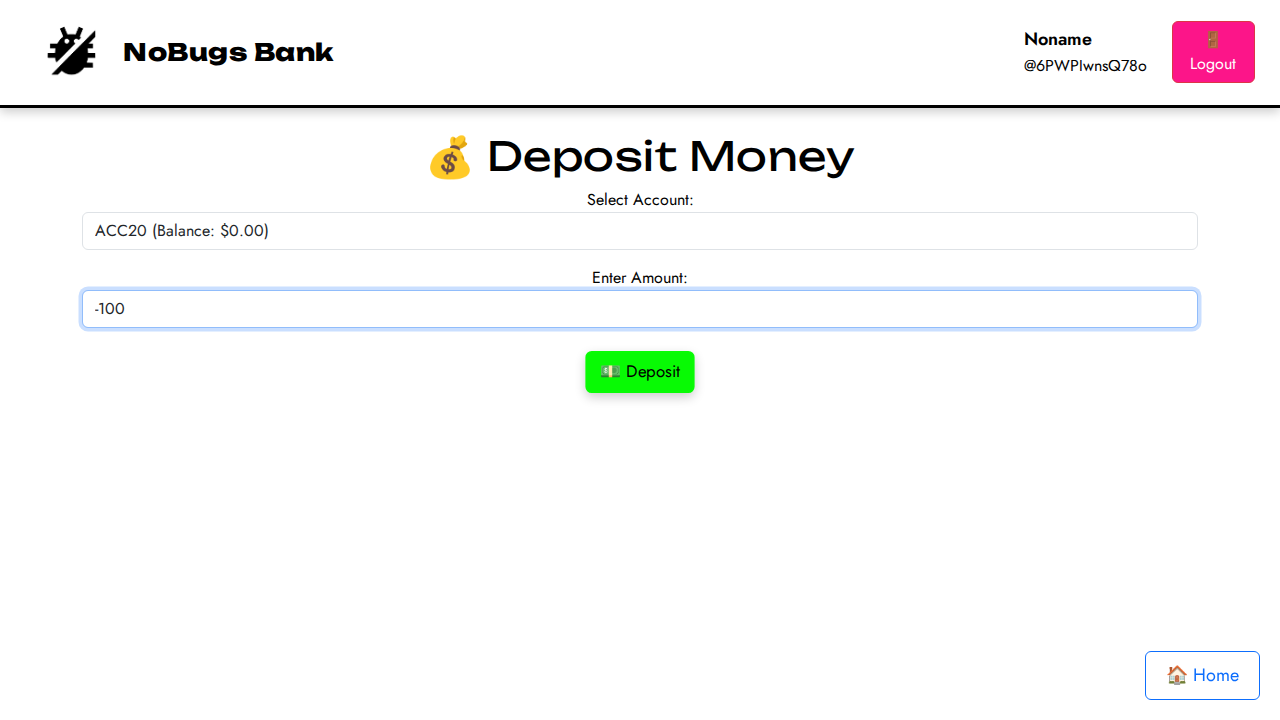 NoBugs Bank
Noname
@6PWPIwnsQ78o
Logout
💰 Deposit Money
Select Account:
ACC20 (Balance: $0.00)
Enter Amount:
-100
💵 Deposit
🏠 Home